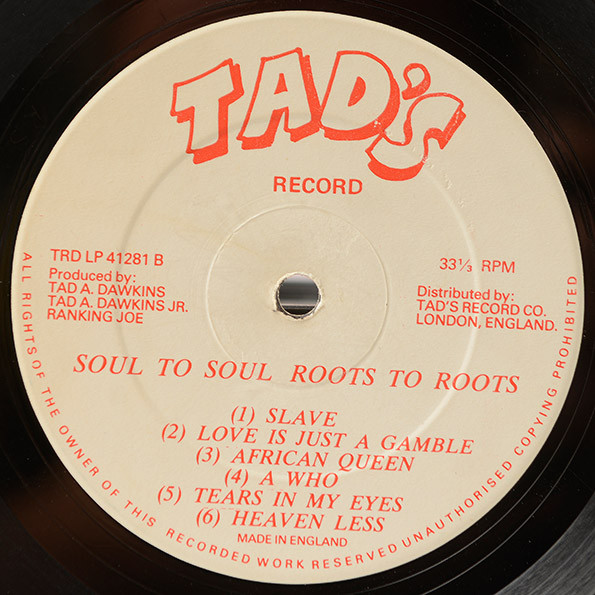 TAD'S
RECORD
TRD LP 41281 B
Produced by:
TAD A. DAWKINS
TAD A. DAWKINS JR.
RANKING JOE
33⅓ RPM
Distributed by:
TAD'S RECORD CO.
LONDON, ENGLAND.
SOUL TO SOUL ROOTS TO ROOTS
(1) SLAVE
(2) LOVE IS JUST A GAMBLE
(3) AFRICAN QUEEN
(4) A WHO
(5) TEARS IN MY EYES
(6) HEAVEN LESS
MADE IN ENGLAND
ALL RIGHTS OF THE OWNER OF THIS RECORDED WORK RESERVED UNAUTHORISED COPYING PROHIBITED